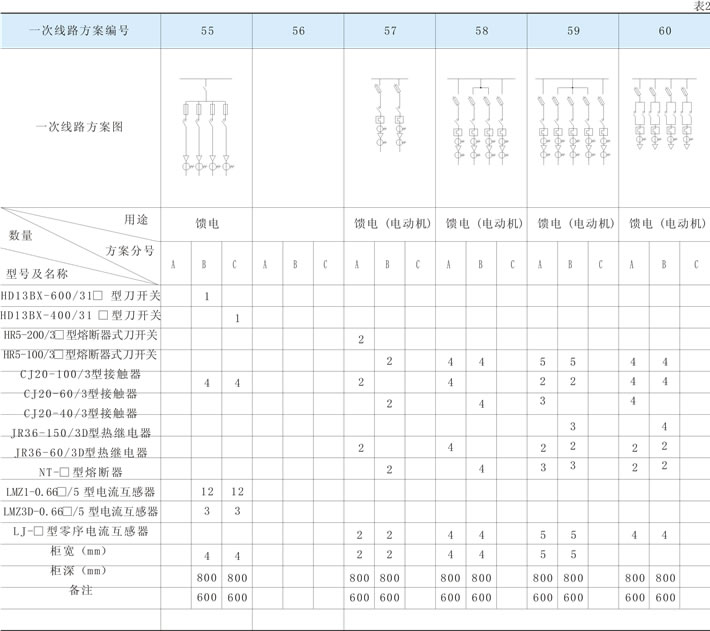 表2
一次线路方案编号 55 56 57 58 59 60
一次线路方案图
用途 馈电 馈电 (电动机) 馈电 (电动机) 馈电 (电动机) 馈电 (电动机)
数量
方案分号
A B C A B C A B C A B C A B C A B C
型号及名称
HD13BX-600/31□ 型刀开关 1
HD13BX-400/31 □型刀开关 1
HR5-200/3□型熔断器式刀开关 2
HR5-100/3□型熔断器式刀开关 2 4 4 5 5 4 4
CJ20-100/3型接触器
4 4 2 4 2 2 4 4
CJ20-60/3型接触器
2 4 3 4
CJ20-40/3型接触器
3 4
JR36-150/3D型热继电器
2 4 2 2 2 2
JR36-60/3D型热继电器
2 4 3 3 2 2
NT-□型熔断器
LMZ1-0.66□/5 型电流互感器 12 12
LMZ3D-0.66□/5 型电流互感器 3 3
LJ-□型零序电流互感器
2 2 4 4 5 5 4 4
柜宽（mm）
4 4 2 2 4 4 5 5
柜深（mm）
800 800 800 800 800 800 800 800 800 800
备注
600 600 600 600 600 600 600 600 600 600